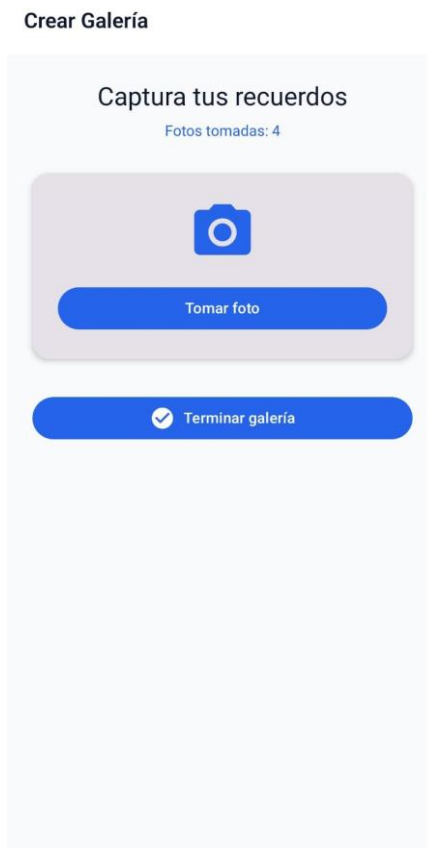 Crear Galería
Captura tus recuerdos
Fotos tomadas: 4
Tomar foto
Terminar galería